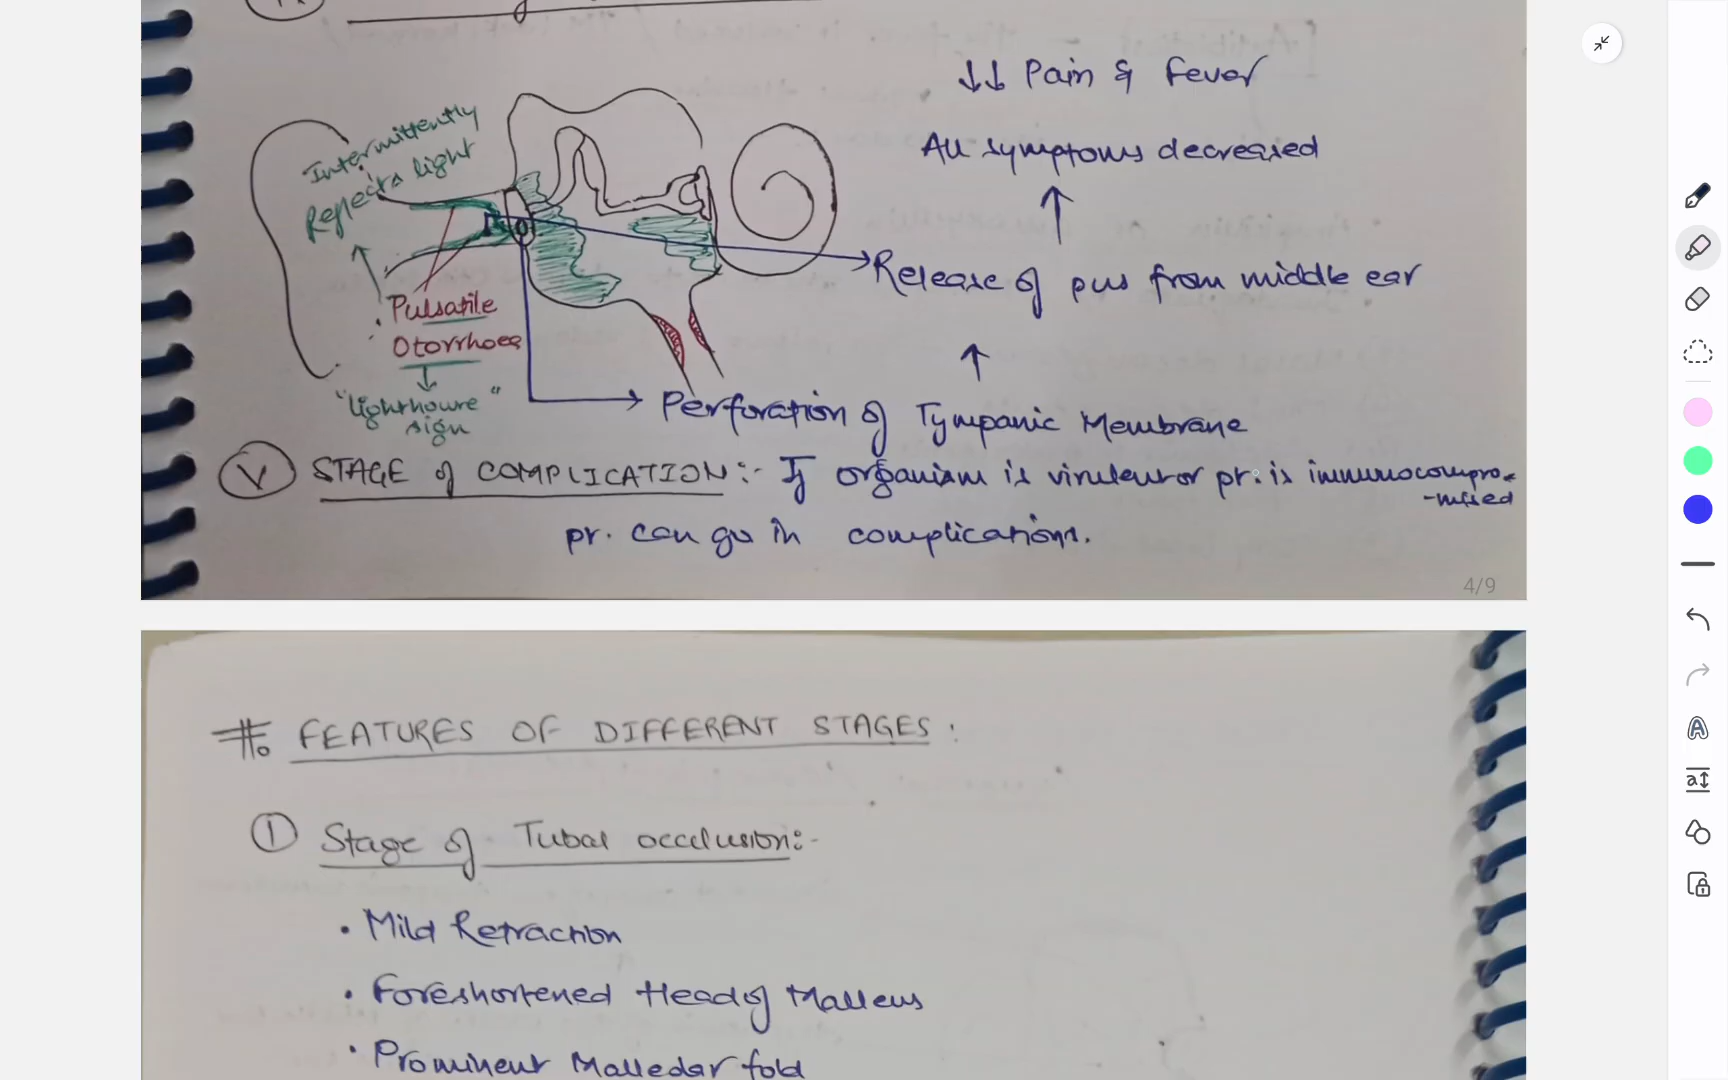 ↓↓ Pain & Fever
All symptoms decreased
Intermittently
Reflects light
Release of pus from middle ear
Pulsatile
Otorrhoea
"lighthouse"
sign
Perforation of Tympanic Membrane
V STAGE of COMPLICATION:- If organism is virulent or pt. is immunocompro-
-mised
pt. can go in complications.
4/9
#. FEATURES OF DIFFERENT STAGES:
1 Stage of Tubal occlusion:-
• Mild Retraction
• Foreshortened Head of Malleus
• Prominent Malleolar fold
a